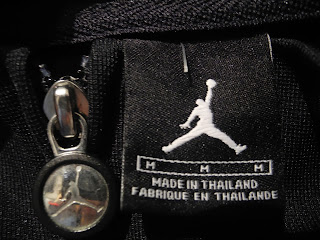 M M M
MADE IN THAILAND
FABRIQUE EN THAILANDE